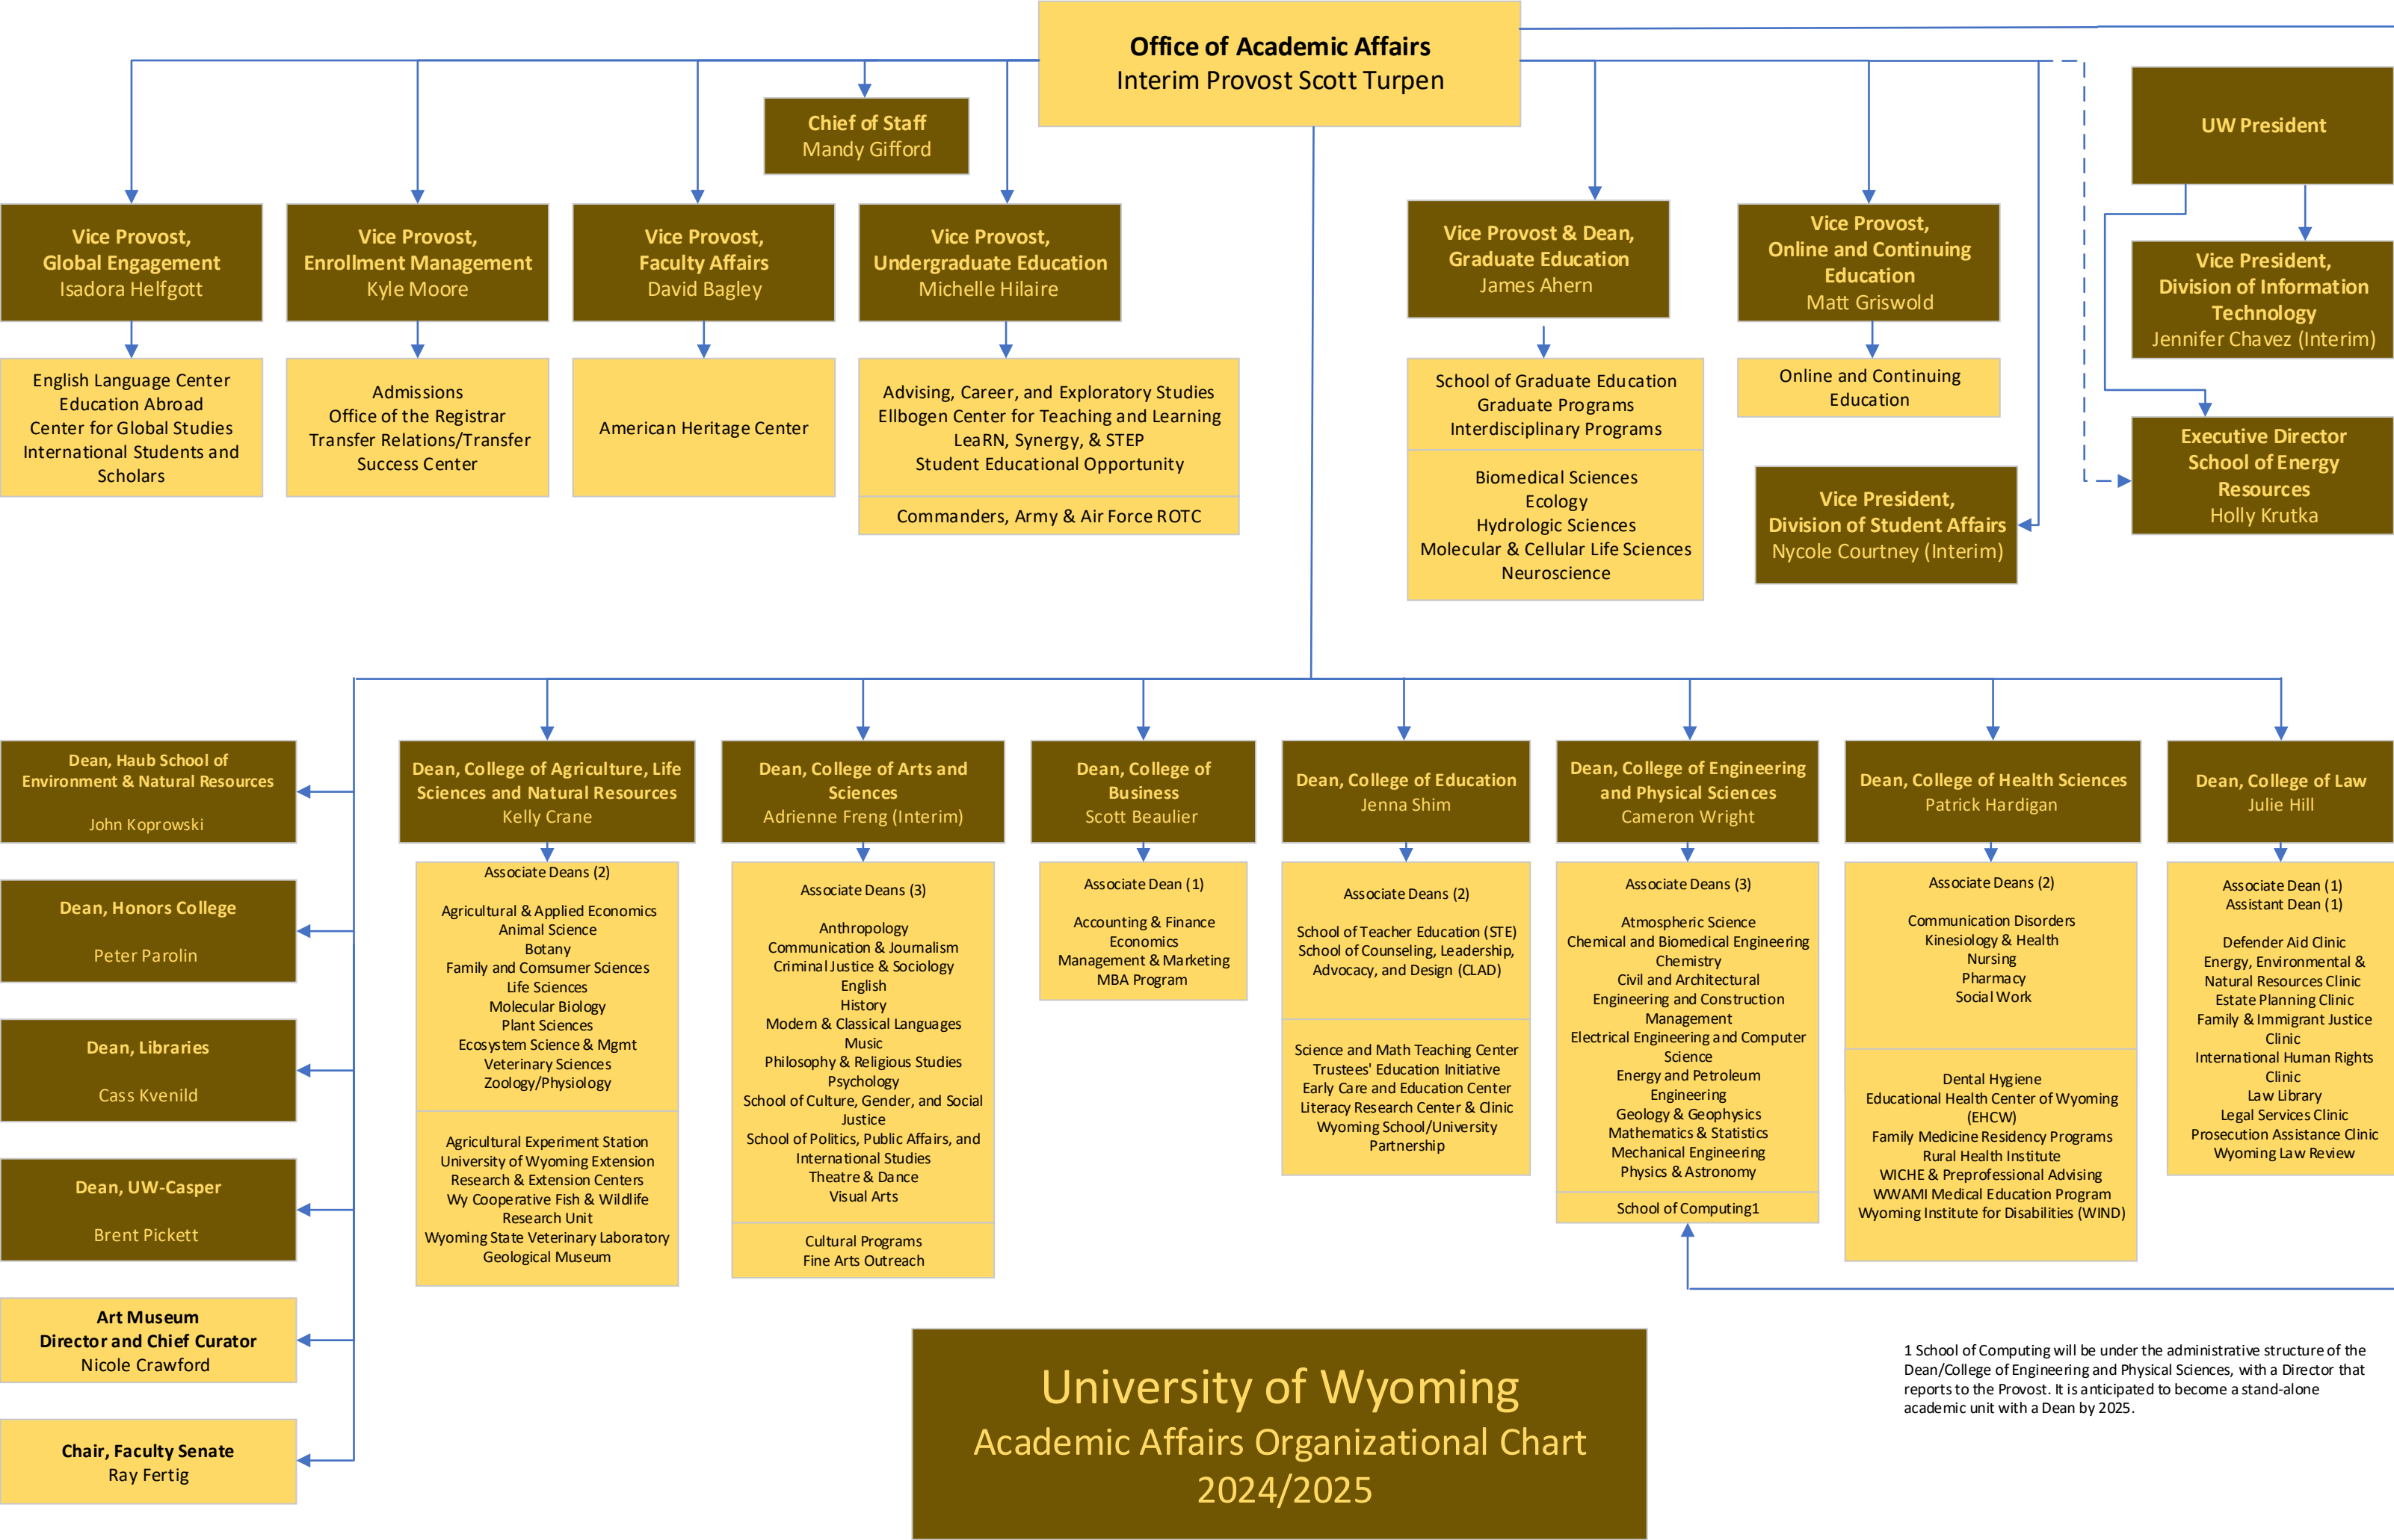 Office of Academic Affairs
Interim Provost Scott Turpen
Chief of Staff
Mandy Gifford
UW President
Vice Provost,
Global Engagement
Isadora Helfgott
Vice Provost,
Enrollment Management
Kyle Moore
Vice Provost,
Faculty Affairs
David Bagley
Vice Provost,
Undergraduate Education
Michelle Hilaire
Vice Provost & Dean,
Graduate Education
James Ahern
Vice Provost,
Online and Continuing
Education
Matt Griswold
Vice President,
Division of Information
Technology
Jennifer Chavez (Interim)
English Language Center
Education Abroad
Center for Global Studies
International Students and
Scholars
Admissions
Office of the Registrar
Transfer Relations/Transfer
Success Center
American Heritage Center
Advising, Career, and Exploratory Studies
Ellbogen Center for Teaching and Learning
LeaRN, Synergy, & STEP
Student Educational Opportunity
Commanders, Army & Air Force ROTC
School of Graduate Education
Graduate Programs
Interdisciplinary Programs
Biomedical Sciences
Ecology
Hydrologic Sciences
Molecular & Cellular Life Sciences
Neuroscience
Online and Continuing
Education
Vice President,
Division of Student Affairs
Nycole Courtney (Interim)
Executive Director
School of Energy
Resources
Holly Krutka
Dean, Haub School of
Environment & Natural Resources
John Koprowski
Dean, Honors College
Peter Parolin
Dean, Libraries
Cass Kvenild
Dean, UW-Casper
Brent Pickett
Art Museum
Director and Chief Curator
Nicole Crawford
Chair, Faculty Senate
Ray Fertig
Dean, College of Agriculture, Life
Sciences and Natural Resources
Kelly Crane
Associate Deans (2)
Agricultural & Applied Economics
Animal Science
Botany
Family and Comsumer Sciences
Life Sciences
Molecular Biology
Plant Sciences
Ecosystem Science & Mgmt
Veterinary Sciences
Zoology/Physiology
Agricultural Experiment Station
University of Wyoming Extension
Research & Extension Centers
Wy Cooperative Fish & Wildlife
Research Unit
Wyoming State Veterinary Laboratory
Geological Museum
Dean, College of Arts and
Sciences
Adrienne Freng (Interim)
Associate Deans (3)
Anthropology
Communication & Journalism
Criminal Justice & Sociology
English
History
Modern & Classical Languages
Music
Philosophy & Religious Studies
Psychology
School of Culture, Gender, and Social
Justice
School of Politics, Public Affairs, and
International Studies
Theatre & Dance
Visual Arts
Cultural Programs
Fine Arts Outreach
Dean, College of
Business
Scott Beaulier
Associate Dean (1)
Accounting & Finance
Economics
Management & Marketing
MBA Program
Dean, College of Education
Jenna Shim
Associate Deans (2)
School of Teacher Education (STE)
School of Counseling, Leadership,
Advocacy, and Design (CLAD)
Science and Math Teaching Center
Trustees' Education Initiative
Early Care and Education Center
Literacy Research Center & Clinic
Wyoming School/University
Partnership
Dean, College of Engineering
and Physical Sciences
Cameron Wright
Associate Deans (3)
Atmospheric Science
Chemical and Biomedical Engineering
Chemistry
Civil and Architectural
Engineering and Construction
Management
Electrical Engineering and Computer
Science
Energy and Petroleum
Engineering
Geology & Geophysics
Mathematics & Statistics
Mechanical Engineering
Physics & Astronomy
School of Computing1
Dean, College of Health Sciences
Patrick Hardigan
Associate Deans (2)
Communication Disorders
Kinesiology & Health
Nursing
Pharmacy
Social Work
Dental Hygiene
Educational Health Center of Wyoming
(EHCW)
Family Medicine Residency Programs
Rural Health Institute
WICHE & Preprofessional Advising
WWAMI Medical Education Program
Wyoming Institute for Disabilities (WIND)
Dean, College of Law
Julie Hill
Associate Dean (1)
Assistant Dean (1)
Defender Aid Clinic
Energy, Environmental &
Natural Resources Clinic
Estate Planning Clinic
Family & Immigrant Justice
Clinic
International Human Rights
Clinic
Law Library
Legal Services Clinic
Prosecution Assistance Clinic
Wyoming Law Review
University of Wyoming
Academic Affairs Organizational Chart
2024/2025
1 School of Computing will be under the administrative structure of the
Dean/College of Engineering and Physical Sciences, with a Director that
reports to the Provost. It is anticipated to become a stand-alone
academic unit with a Dean by 2025.